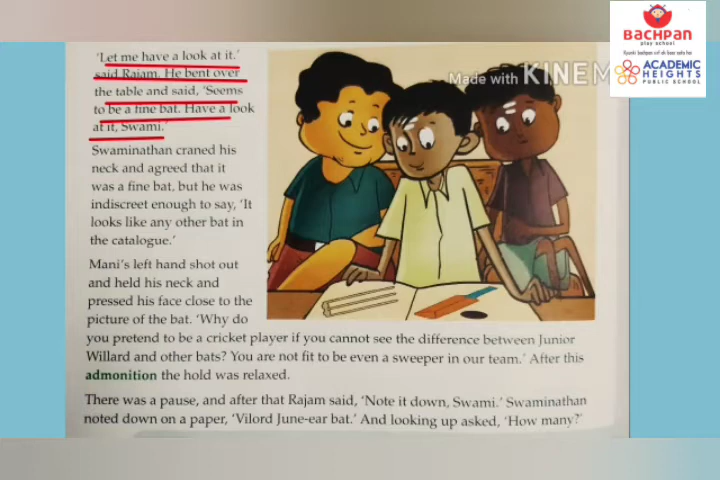 BACHPAN
play school
ACADEMIC
HEIGHTS
PUBLIC SCHOOL
Made with KINEM
'Let me have a look at it.'
said Rajam. He bent over
the table and said, 'Seems
to be a fine bat. Have a look
at it, Swami.'
Swaminathan craned his
neck and agreed that it
was a fine bat, but he was
indiscreet enough to say, 'It
looks like any other bat in
the catalogue.'
Mani's left hand shot out
and held his neck and
pressed his face close to the
picture of the bat. 'Why do
you pretend to be a cricket player if you cannot see the difference between Junior
Willard and other bats? You are not fit to be even a sweeper in our team.' After this
admonition the hold was relaxed.
There was a pause, and after that Rajam said, 'Note it down, Swami.' Swaminathan
noted down on a paper, 'Vilord June-ear bat.' And looking up asked, 'How many?'